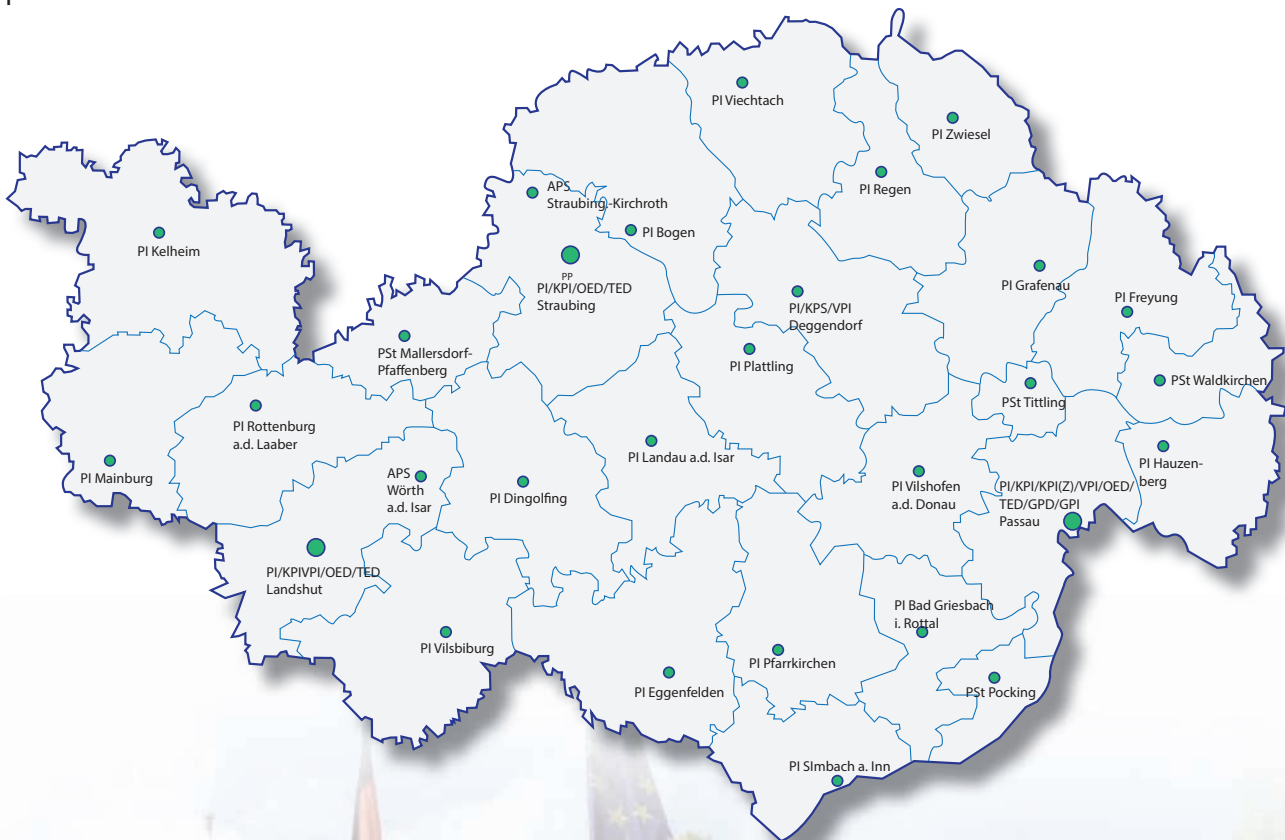 PI Viechtach
PI Zwiesel
PI Regen
APS
Straubing.-Kirchroth
PI Bogen
PI Kelheim
PP
PI/KPI/OED/TED
Straubing
PI Grafenau
PI/KPS/VPI
Deggendorf
PI Freyung
PSt Mallersdorf-
Pfaffenberg
PI Plattling
PSt Waldkirchen
PSt Tittling
PI Rottenburg
a.d. Laaber
PI Landau a.d. Isar
PI Hauzen-
berg
PI Mainburg
APS
Wörth
a.d. Isar
PI Dingolfing
PI Vilshofen
a.d. Donau
PI/KPI/KPI(Z)/VPI/OED/
TED/GPD/GPI
Passau
PI/KPIVPI/OED/TED
Landshut
PI Bad Griesbach
i. Rottal
PI Vilsbiburg
PI Pfarrkirchen
PI Eggenfelden
PSt Pocking
PI SImbach a. Inn